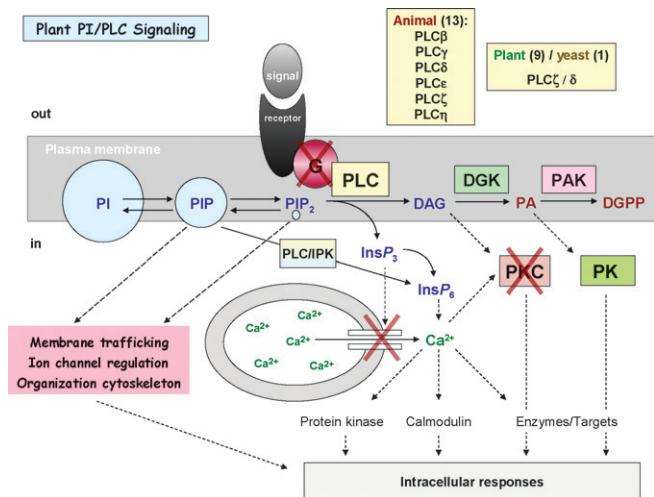 Plant PI/PLC Signaling
Animal (13):
PLCβ
PLCγ
PLCδ
PLCε
PLCζ
PLCη
Plant (9) / yeast (1)
PLCζ / δ
signal
receptor
out
Plasma membrane
G
PLC
DGK
PAK
PI
PIP
PIP2
DAG
PA
DGPP
in
PLC/IPK
InsP3
InsP6
PKC
PK
Ca2+
Ca2+
Ca2+
Ca2+
Ca2+
Ca2+
Membrane trafficking
Ion channel regulation
Organization cytoskeleton
Protein kinase
Calmodulin
Enzymes/Targets
Intracellular responses